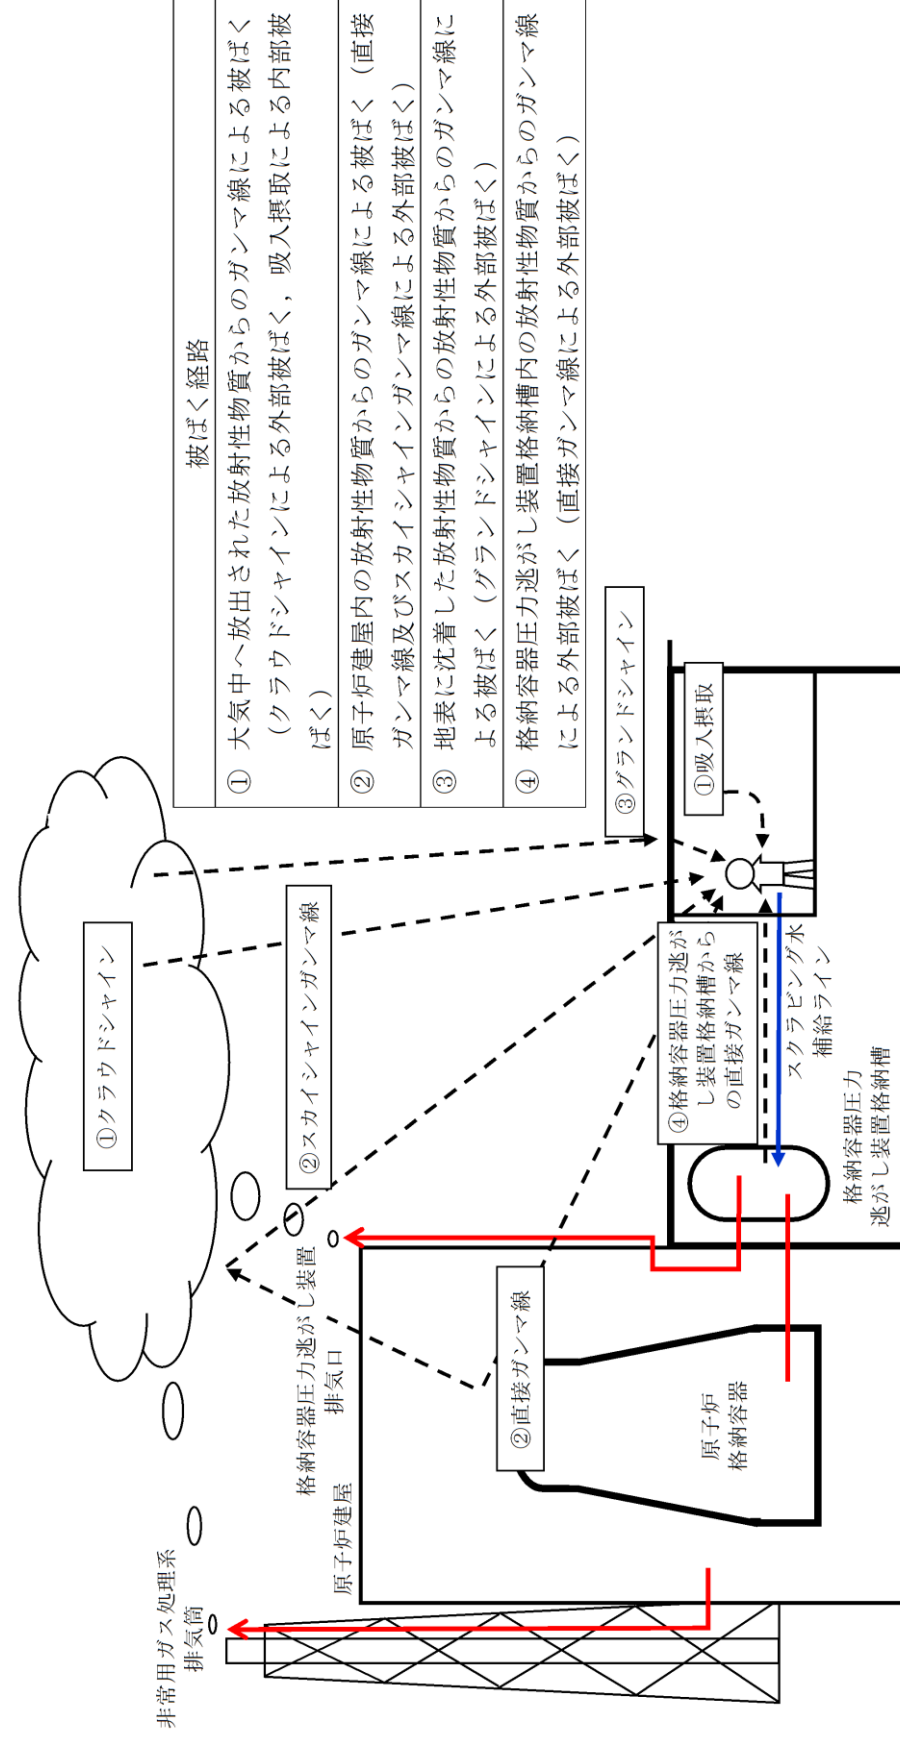 非常用ガス処理系
排気筒
原子炉建屋
格納容器圧力逃がし装置
排気口
①クラウドシャイン
②スカイシャインガンマ線
②直接ガンマ線
原子炉
格納容器
③グランドシャイン
①吸入摂取
④格納容器圧力逃が
し装置格納槽から
の直接ガンマ線
スクラビング水
補給ライン
格納容器圧力
逃がし装置格納槽
被ばく経路
① 大気中へ放出された放射性物質からのガンマ線による被ばく
（クラウドシャインによる外部被ばく，吸入摂取による内部被
ばく）
② 原子炉建屋内の放射性物質からのガンマ線による被ばく（直接
ガンマ線及びスカイシャインガンマ線による外部被ばく）
③ 地表に沈着した放射性物質からの放射性物質からのガンマ線に
よる被ばく（グランドシャインによる外部被ばく）
④ 格納容器圧力逃がし装置格納槽内の放射性物質からのガンマ線
による外部被ばく（直接ガンマ線による外部被ばく）